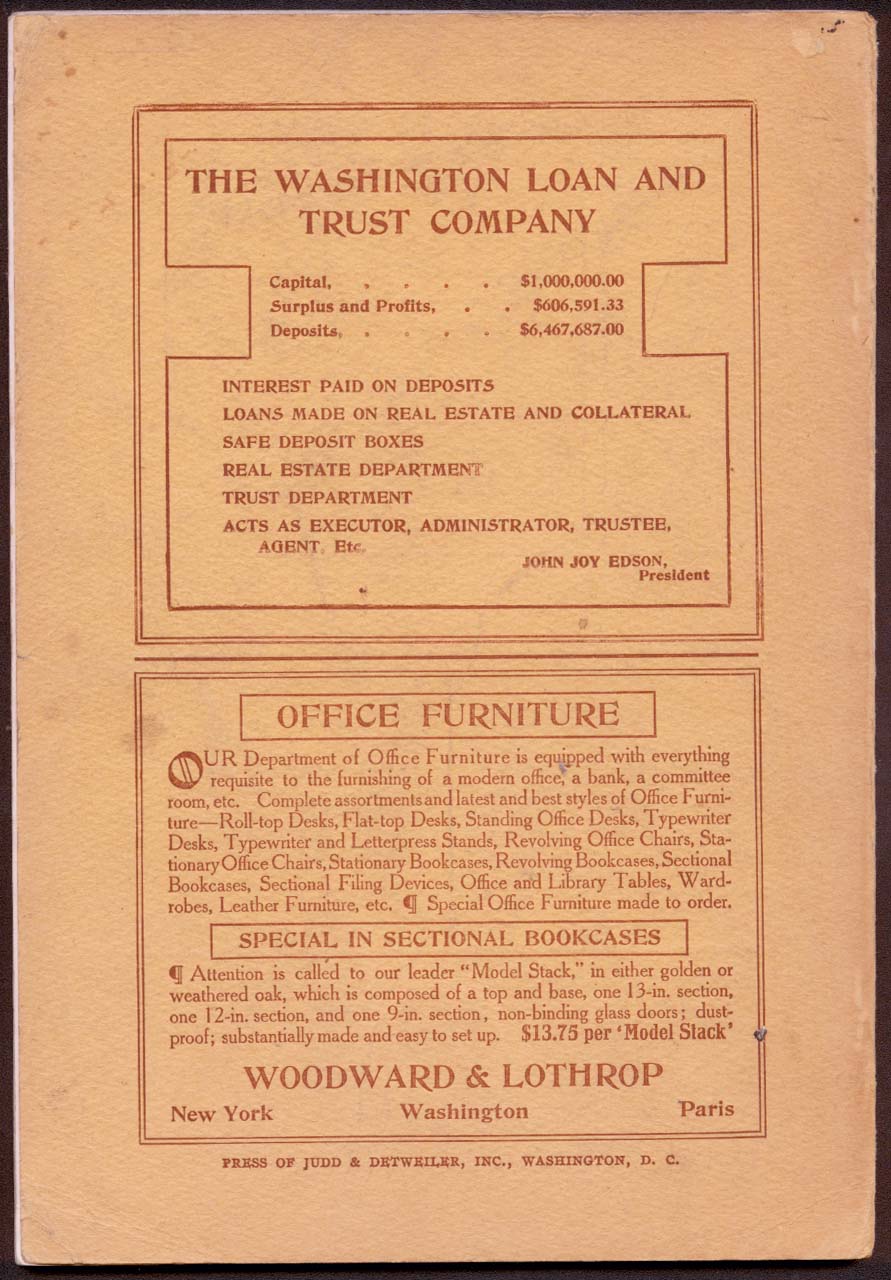 THE WASHINGTON LOAN AND
TRUST COMPANY
Capital, . . . . $1,000,000.00
Surplus and Profits, . . $606,591.33
Deposits, . . . . $6,467,687.00
INTEREST PAID ON DEPOSITS
LOANS MADE ON REAL ESTATE AND COLLATERAL
SAFE DEPOSIT BOXES
REAL ESTATE DEPARTMENT
TRUST DEPARTMENT
ACTS AS EXECUTOR, ADMINISTRATOR, TRUSTEE,
AGENT, Etc.
JOHN JOY EDSON,
President
OFFICE FURNITURE
OUR Department of Office Furniture is equipped with everything
requisite to the furnishing of a modern office, a bank, a committee
room, etc. Complete assortments and latest and best styles of Office Furni-
ture—Roll-top Desks, Flat-top Desks, Standing Office Desks, Typewriter
Desks, Typewriter and Letterpress Stands, Revolving Office Chairs, Sta-
tionary Office Chairs, Stationary Bookcases, Revolving Bookcases, Sectional
Bookcases, Sectional Filing Devices, Office and Library Tables, Ward-
robes, Leather Furniture, etc. ¶ Special Office Furniture made to order.
SPECIAL IN SECTIONAL BOOKCASES
¶ Attention is called to our leader "Model Stack," in either golden or
weathered oak, which is composed of a top and base, one 13-in. section,
one 12-in. section, and one 9-in. section, non-binding glass doors; dust-
proof; substantially made and easy to set up. $13.75 per 'Model Stack'
WOODWARD & LOTHROP
New York Washington Paris
PRESS OF JUDD & DETWEILER, INC., WASHINGTON, D. C.